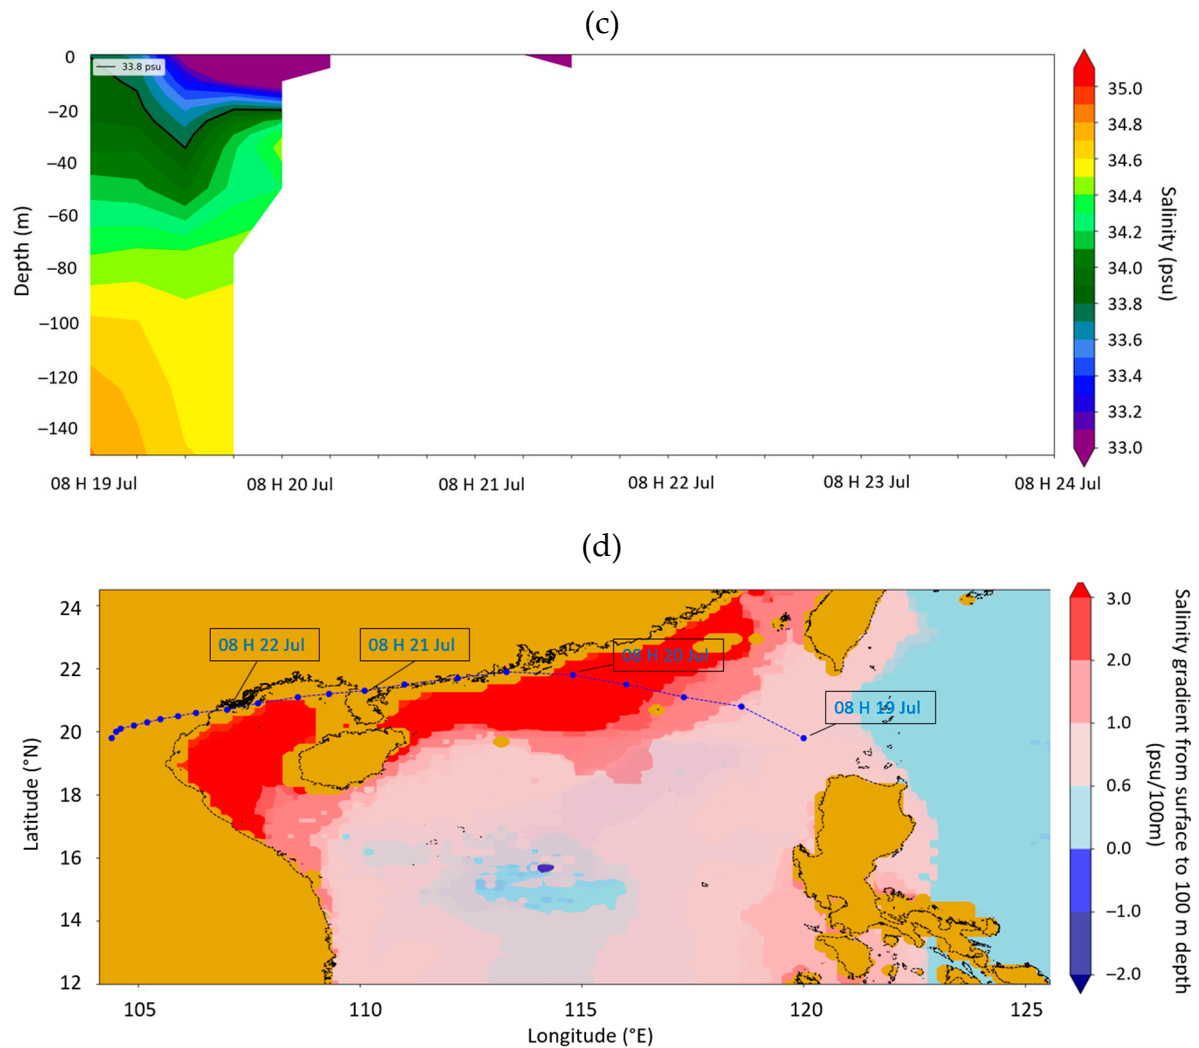 (c)
0
33.8 psu
−20
−40
−60
−80
−100
−120
−140
Depth (m)
08 H 19 Jul
08 H 20 Jul
08 H 21 Jul
08 H 22 Jul
08 H 23 Jul
08 H 24 Jul
35.0
34.8
34.6
34.4
34.2
34.0
33.8
33.6
33.4
33.2
33.0
Salinity (psu)
(d)
24
22
20
18
16
14
12
Latitude (°N)
08 H 22 Jul
08 H 21 Jul
08 H 20 Jul
08 H 19 Jul
105
110
115
120
125
Longitude (°E)
3.0
2.0
1.0
0.6
0.0
−1.0
−2.0
Salinity gradient from surface to 100 m depth
(psu/100m)